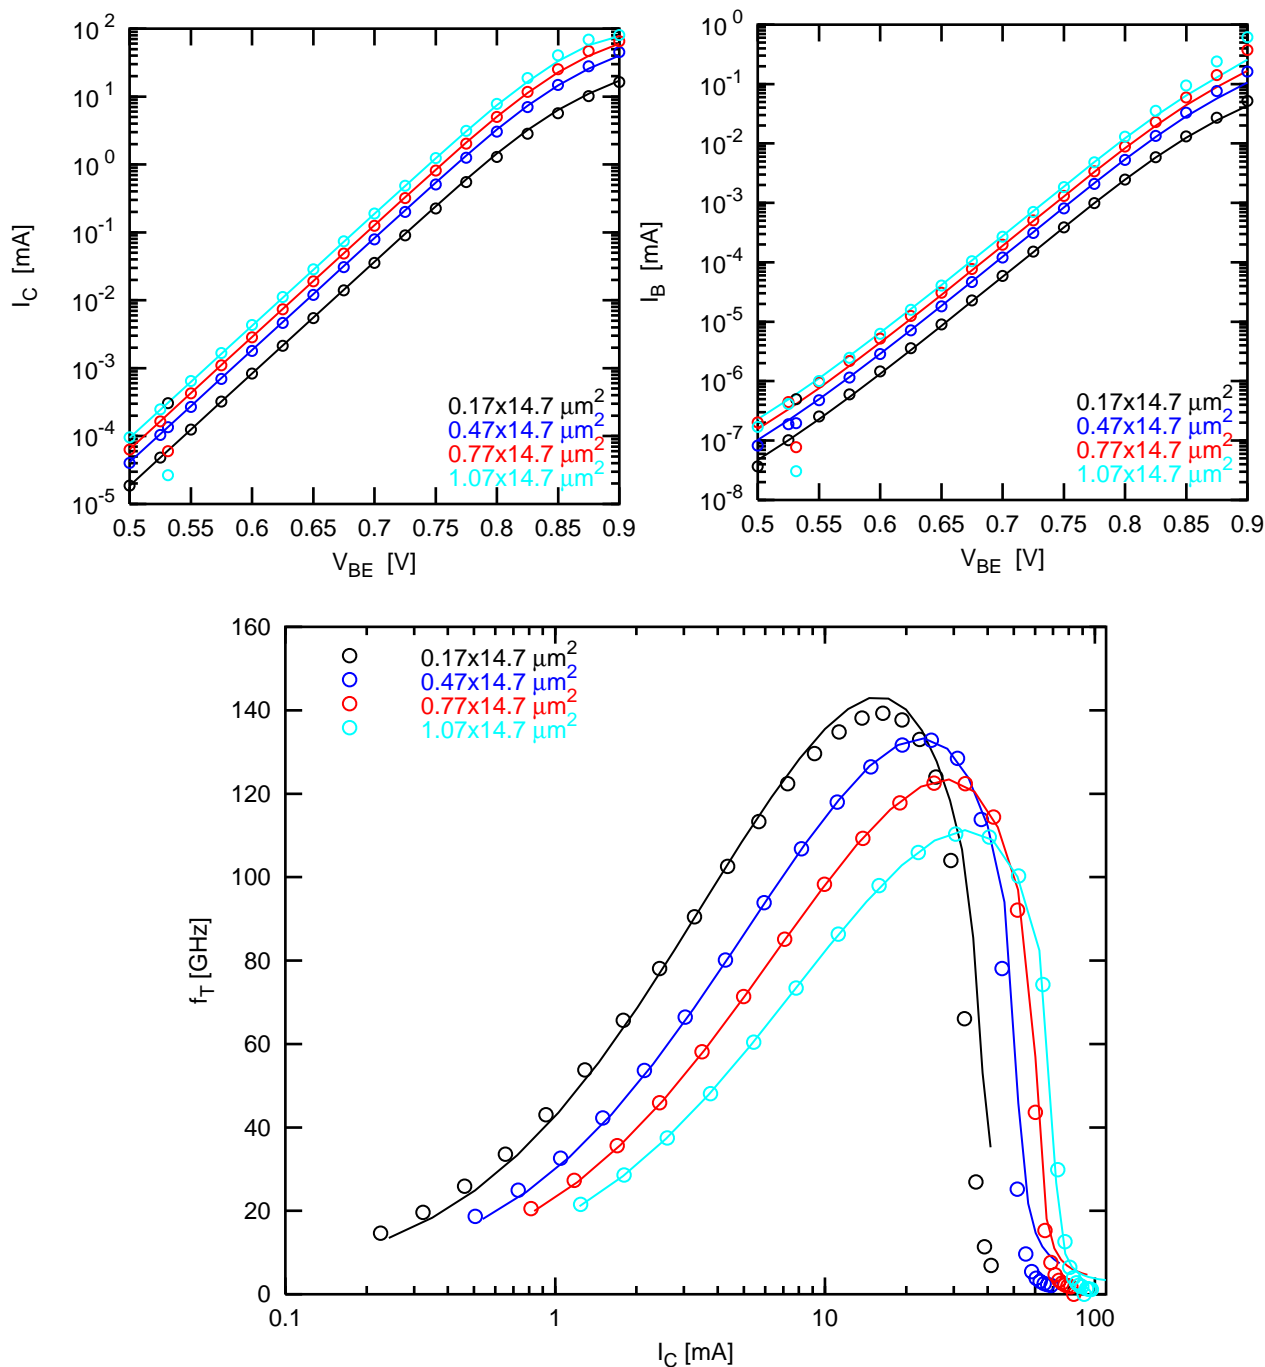 10^2
10^1
10^0
10^-1
10^-2
10^-3
10^-4
10^-5
I_C [mA]
0.5 0.55 0.6 0.65 0.7 0.75 0.8 0.85 0.9
V_BE [V]
0.17x14.7 μm^2
0.47x14.7 μm^2
0.77x14.7 μm^2
1.07x14.7 μm^2
10^0
10^-1
10^-2
10^-3
10^-4
10^-5
10^-6
10^-7
10^-8
I_B [mA]
0.5 0.55 0.6 0.65 0.7 0.75 0.8 0.85 0.9
V_BE [V]
0.17x14.7 μm^2
0.47x14.7 μm^2
0.77x14.7 μm^2
1.07x14.7 μm^2
160
140
120
100
80
60
40
20
0
f_T [GHz]
0.17x14.7 μm^2
0.47x14.7 μm^2
0.77x14.7 μm^2
1.07x14.7 μm^2
0.1 1 10 100
I_C [mA]